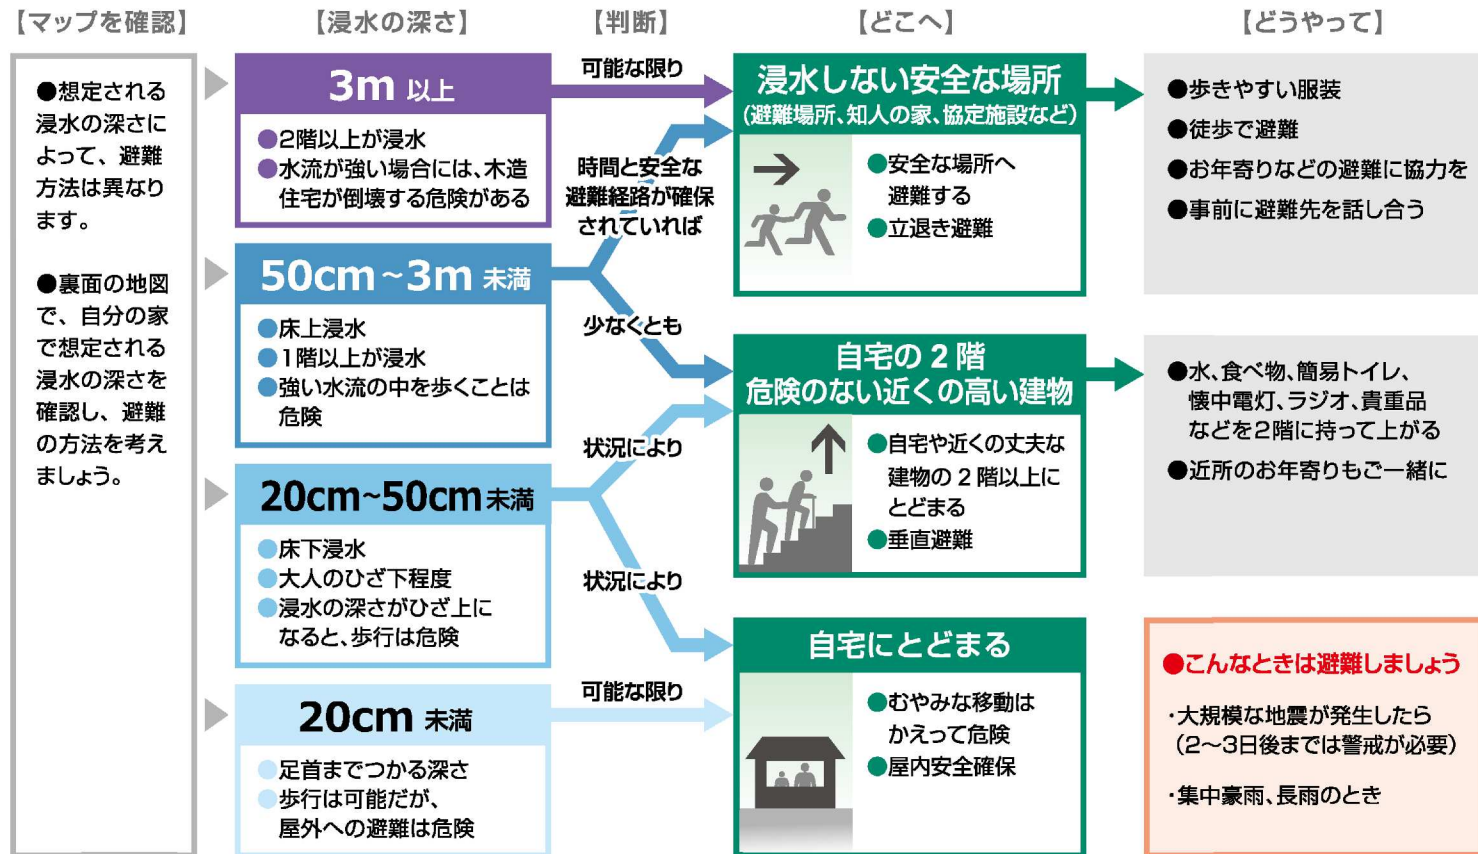 【マップを確認】
【浸水の深さ】
【判断】
【どこへ】
【どうやって】
●想定される
浸水の深さに
よって、避難
方法は異なり
ます。
●裏面の地図
で、自分の家
で想定される
浸水の深さを
確認し、避難
の方法を考え
ましょう。
3m 以上
●2階以上が浸水
●水流が強い場合には、木造
住宅が倒壊する危険がある
50cm~3m 未満
●床上浸水
●1階以上が浸水
●強い水流の中を歩くことは
危険
20cm~50cm未満
●床下浸水
●大人のひざ下程度
●浸水の深さがひざ上に
なると、歩行は危険
20cm 未満
●足首までつかる深さ
●歩行は可能だが、
屋外への避難は危険
可能な限り
時間と安全な
避難経路が確保
されていれば
少なくとも
状況により
状況により
可能な限り
浸水しない安全な場所
(避難場所、知人の家、協定施設など)
●安全な場所へ
避難する
●立退き避難
自宅の2階
危険のない近くの高い建物
●自宅や近くの丈夫な
建物の2階以上に
とどまる
●垂直避難
自宅にとどまる
●むやみな移動は
かえって危険
●屋内安全確保
●歩きやすい服装
●徒歩で避難
●お年寄りなどの避難に協力を
●事前に避難先を話し合う
●水、食べ物、簡易トイレ、
懐中電灯、ラジオ、貴重品
などを2階に持って上がる
●近所のお年寄りもご一緒に
●こんなときは避難しましょう
・大規模な地震が発生したら
(2～3日後までは警戒が必要)
・集中豪雨、長雨のとき